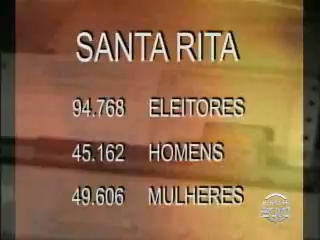 SANTA RITA
94.768 ELEITORES
45.162 HOMENS
49.606 MULHERES